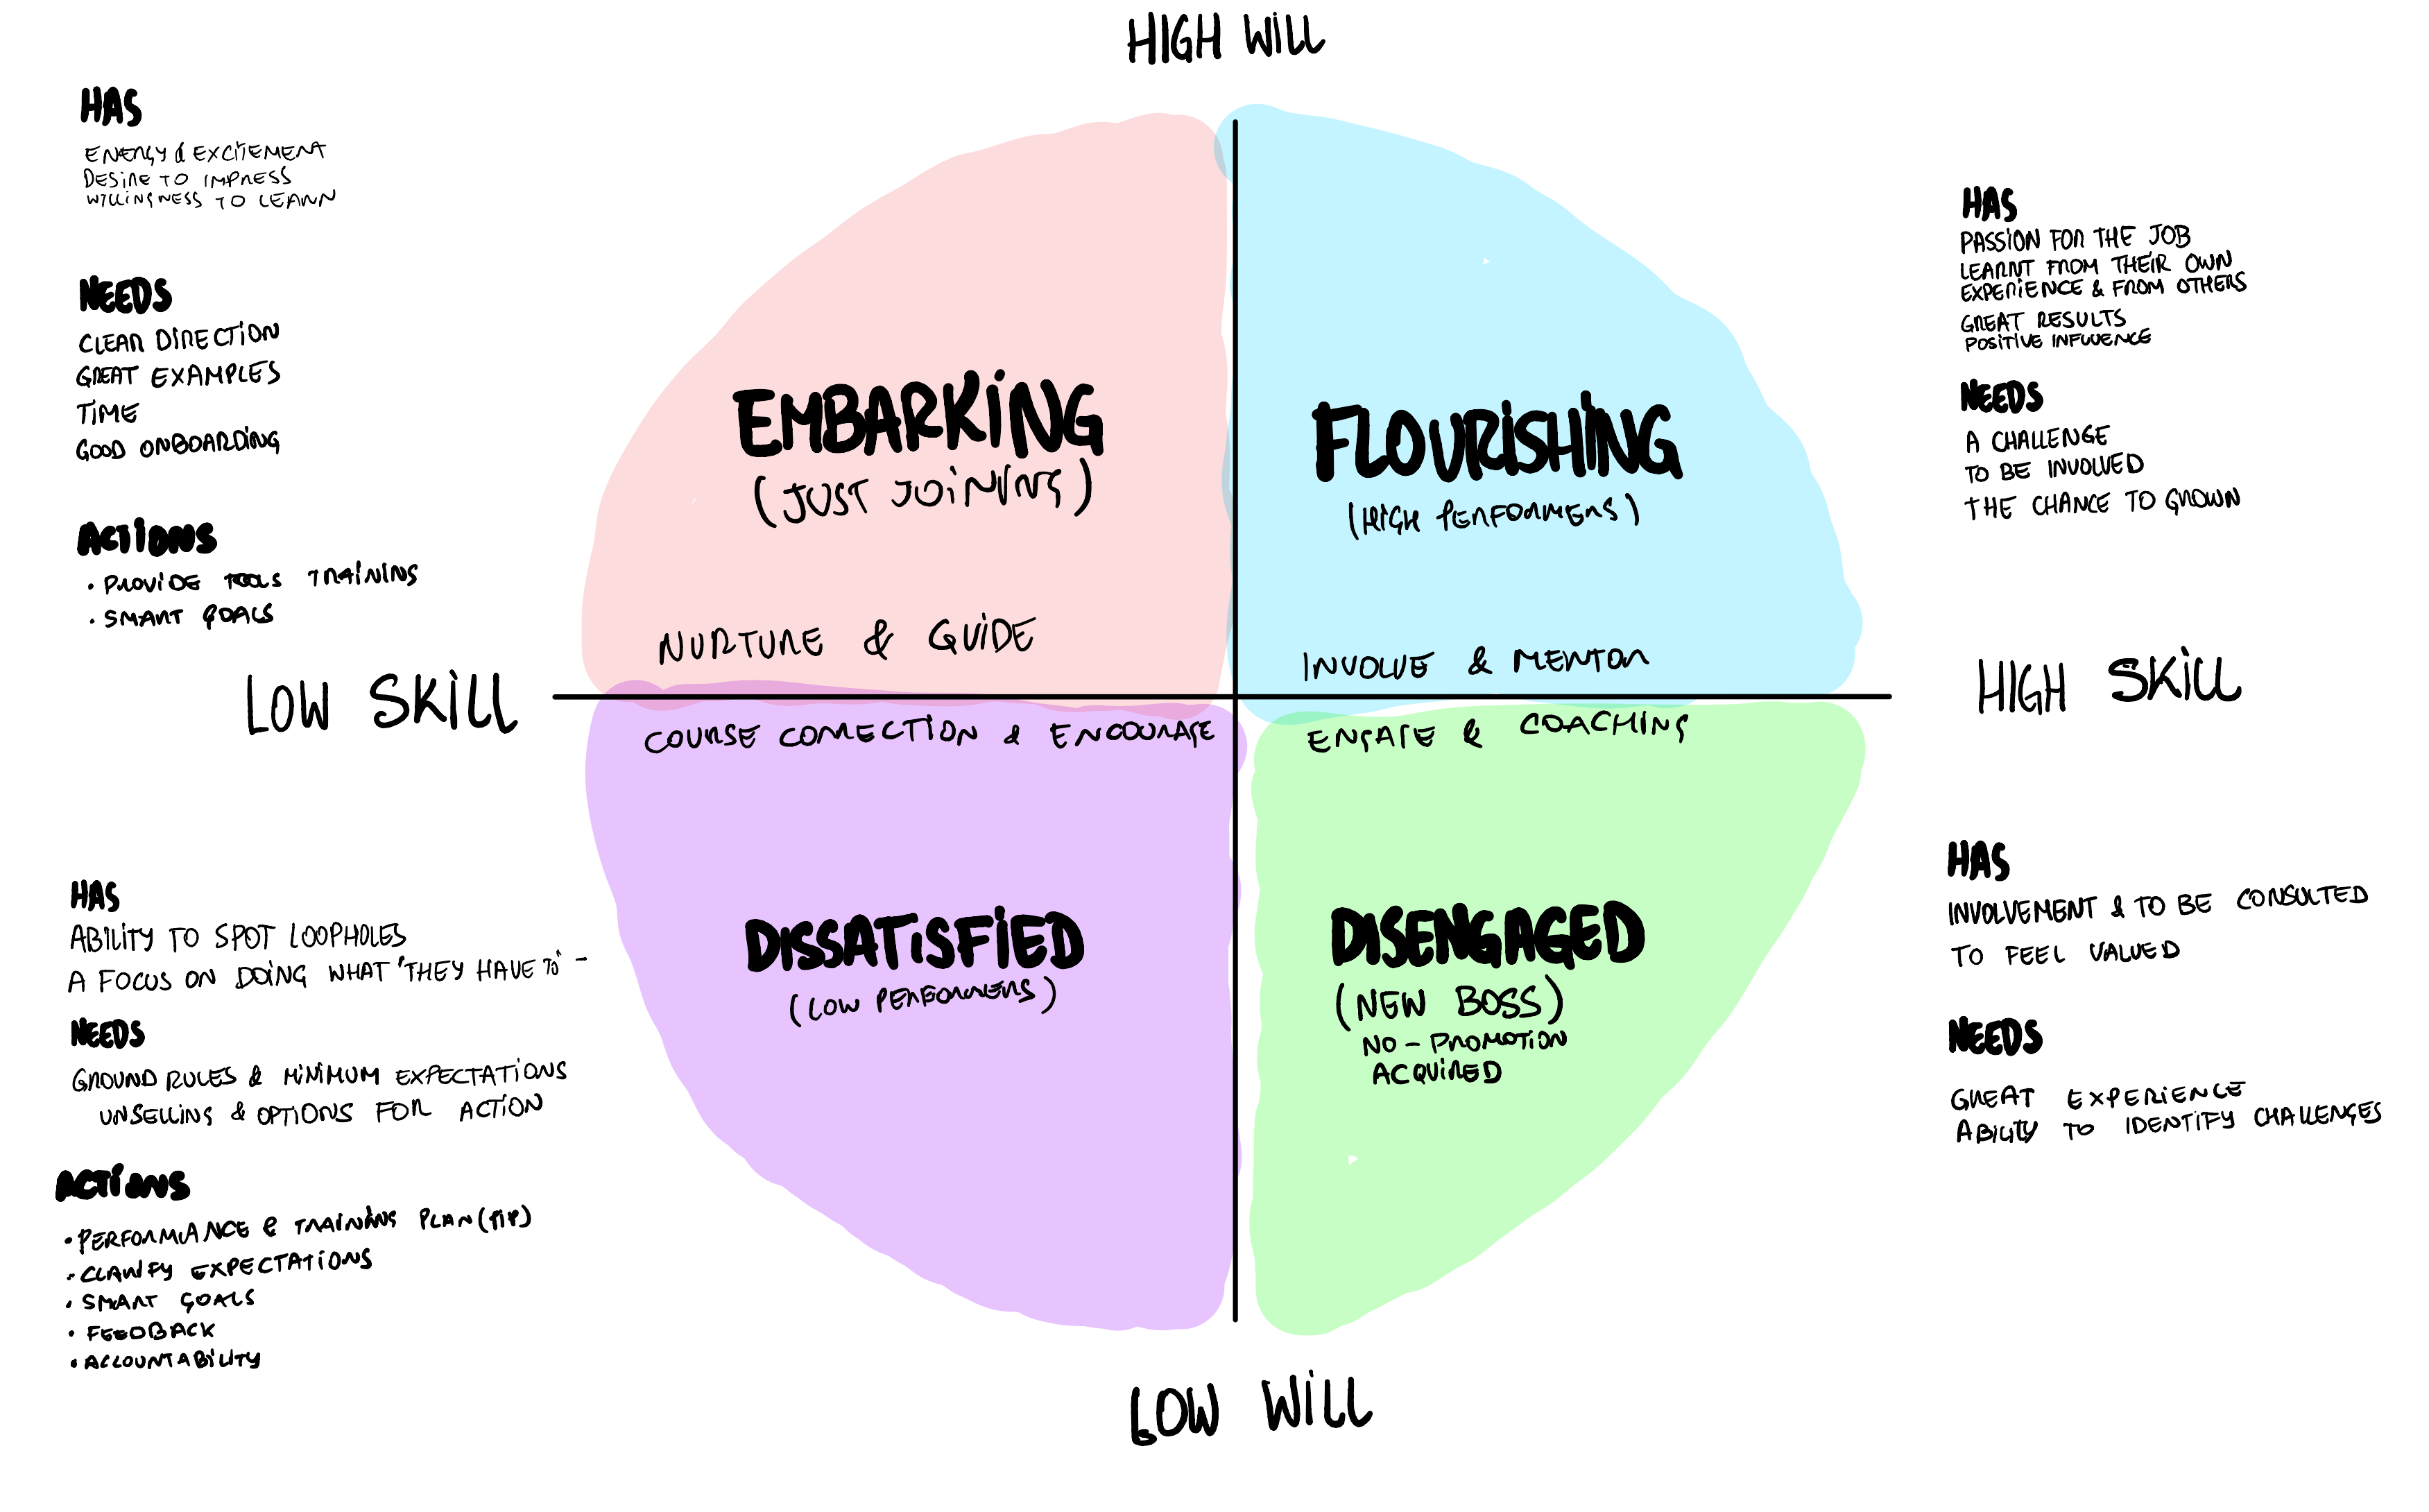 HIGH WILL
HAS
ENERGY & EXCITEMENT
DESIRE TO IMPRESS
WILLINGNESS TO LEARN
NEEDS
CLEAR DIRECTION
GREAT EXAMPLES
TIME
GOOD ONBOARDING
ACTIONS
• PROVIDE TOOLS TRAINING
• SMART GOALS
EMBARKING
(JUST JOINING)
NURTURE & GUIDE
FLOURISHING
(HIGH PERFORMERS)
INVOLVE & MENTOR
HAS
PASSION FOR THE JOB
LEARNT FROM THEIR OWN
EXPERIENCE & FROM OTHERS
GREAT RESULTS
POSITIVE INFLUENCE
NEEDS
A CHALLENGE
TO BE INVOLVED
THE CHANCE TO GROWN
LOW SKILL
HIGH SKILL
COURSE CORRECTION & ENCOURAGE
DISSATISFIED
(LOW PERFORMERS)
ENGAGE & COACHING
DISENGAGED
(NEW BOSS)
NO - PROMOTION
ACQUIRED
HAS
ABILITY TO SPOT LOOPHOLES
A FOCUS ON DOING WHAT 'THEY HAVE TO' -
NEEDS
GROUND RULES & MINIMUM EXPECTATIONS
UNSELLING & OPTIONS FOR ACTION
ACTIONS
• PERFORMANCE & TRAINING PLAN (PIP)
• CLARIFY EXPECTATIONS
• SMART GOALS
• FEEDBACK
• ACCOUNTABILITY
HAS
INVOLVEMENT & TO BE CONSULTED
TO FEEL VALUED
NEEDS
GREAT EXPERIENCE
ABILITY TO IDENTIFY CHALLENGES
LOW WILL